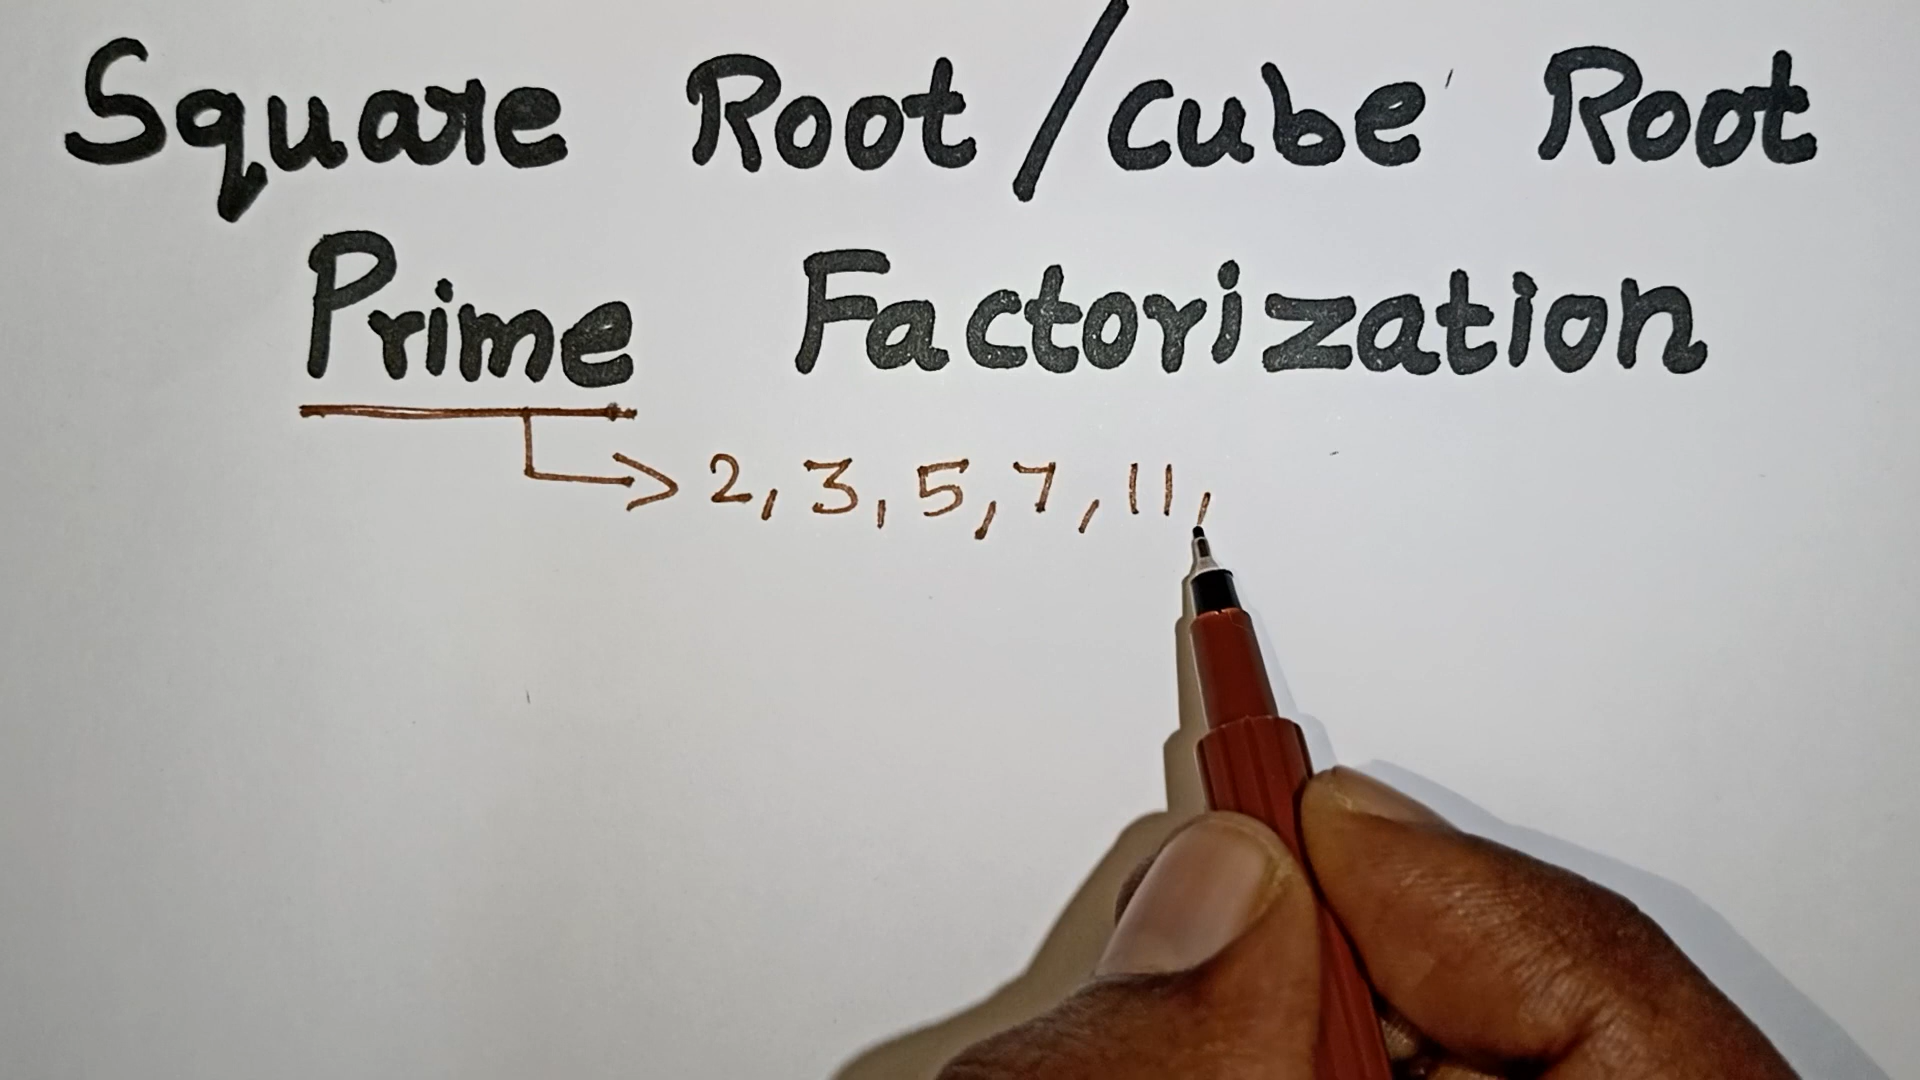 Square Root / cube Root
Prime Factorization
2, 3, 5, 7, 11,